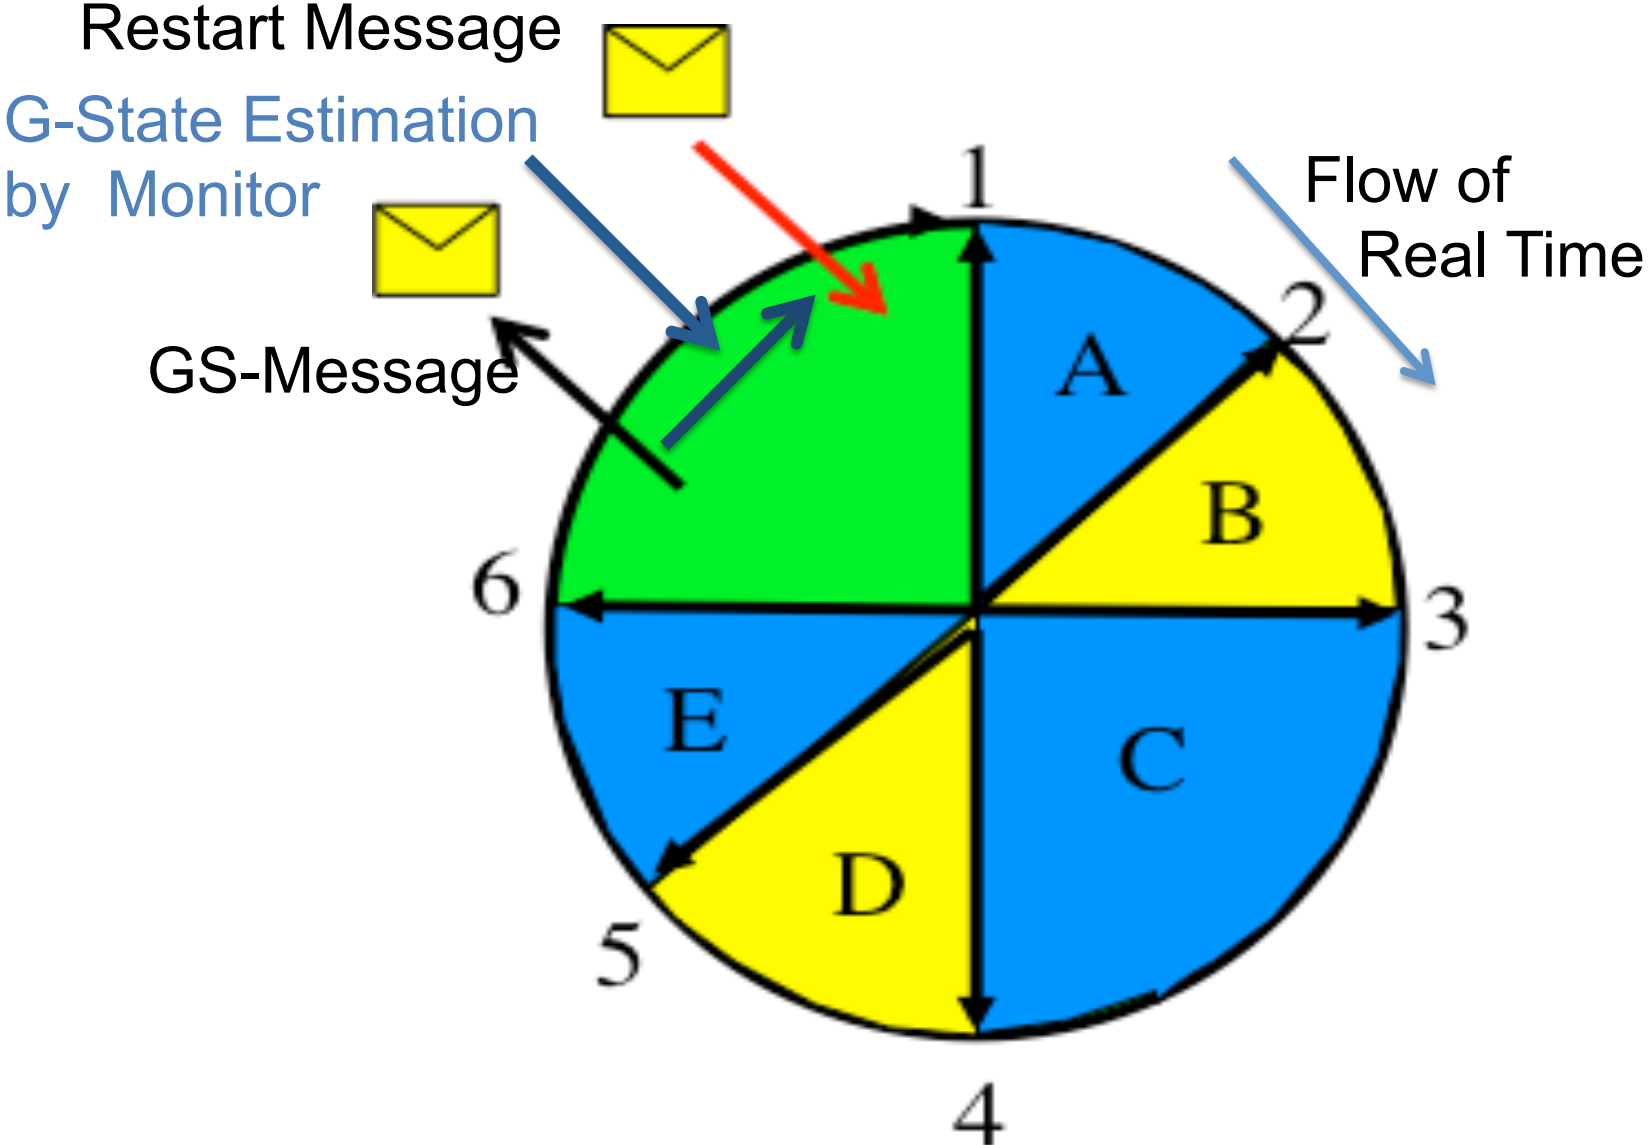 Restart Message
G-State Estimation
by Monitor
GS-Message
Flow of
Real Time
1
2
A
B
6
3
E
C
D
5
4